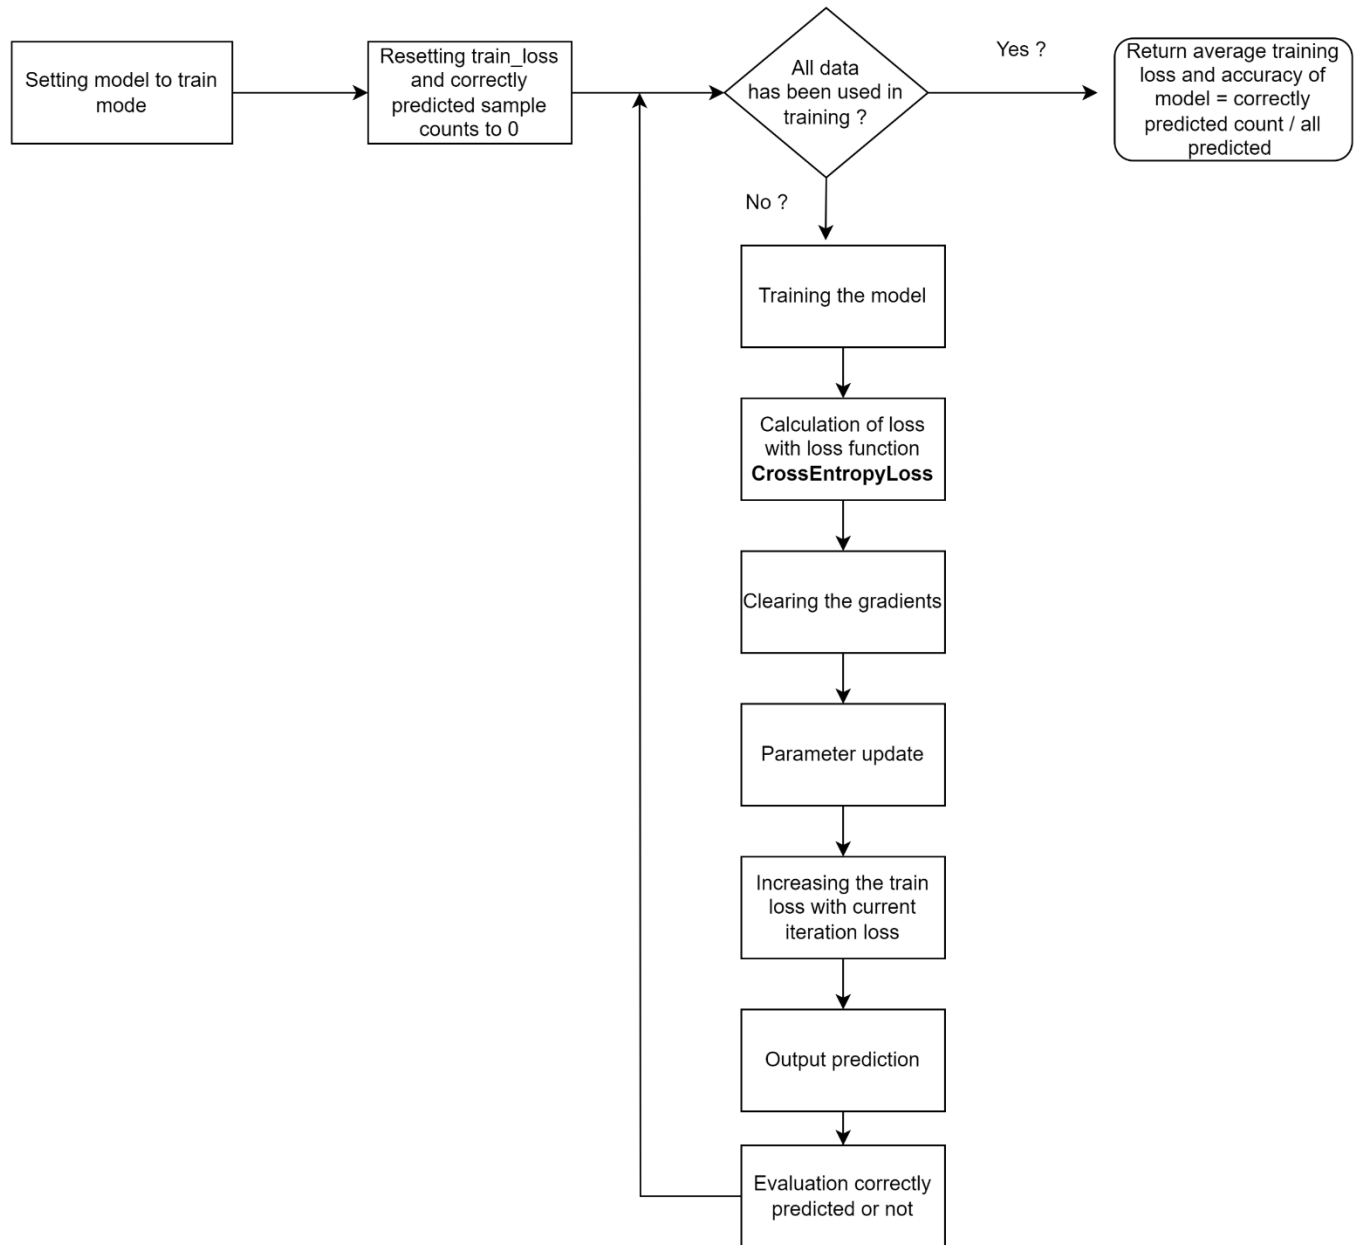 Setting model to train
mode
Resetting train_loss
and correctly
predicted sample
counts to 0
All data
has been used in
training ?
Yes ?
Return average training
loss and accuracy of
model = correctly
predicted count / all
predicted
No ?
Training the model
Calculation of loss
with loss function
CrossEntropyLoss
Clearing the gradients
Parameter update
Increasing the train
loss with current
iteration loss
Output prediction
Evaluation correctly
predicted or not